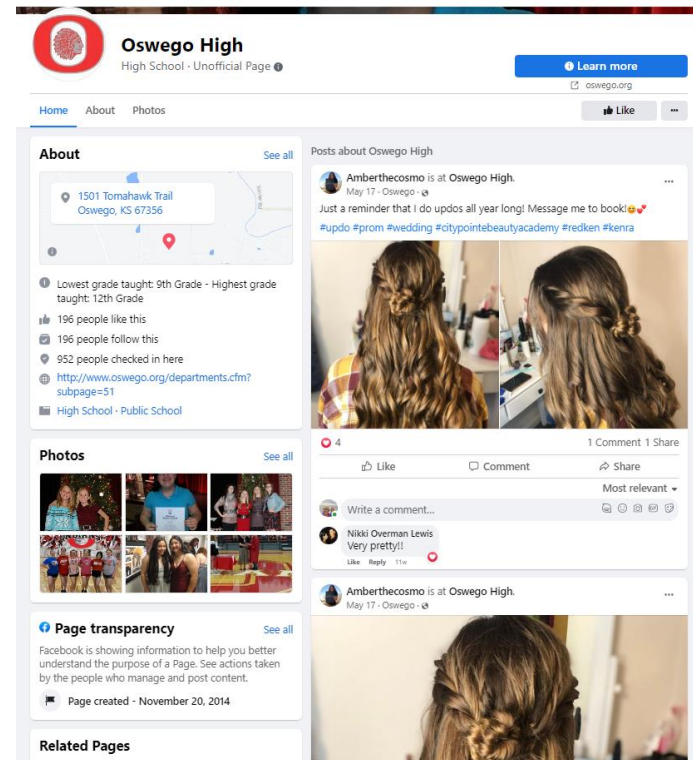 Oswego High
High School · Unofficial Page
Learn more
oswego.org
Home About Photos
Like
About
See all
1501 Tomahawk Trail
Oswego, KS 67356
Lowest grade taught: 9th Grade - Highest grade
taught: 12th Grade
196 people like this
196 people follow this
952 people checked in here
http://www.oswego.org/departments.cfm?
subpage=51
High School · Public School
Photos
See all
Page transparency
See all
Facebook is showing information to help you better
understand the purpose of a Page. See actions taken
by the people who manage and post content.
Page created - November 20, 2014
Related Pages
Posts about Oswego High
Amberthecosmo is at Oswego High.
May 17 · Oswego ·
Just a reminder that I do updos all year long! Message me to book!😍💕
#updo #prom #wedding #citypointebeautyacademy #redken #kenra
4
1 Comment 1 Share
Like Comment Share
Most relevant
Write a comment...
Nikki Overman Lewis
Very pretty!!
Like Reply 11w
Amberthecosmo is at Oswego High.
May 17 · Oswego ·